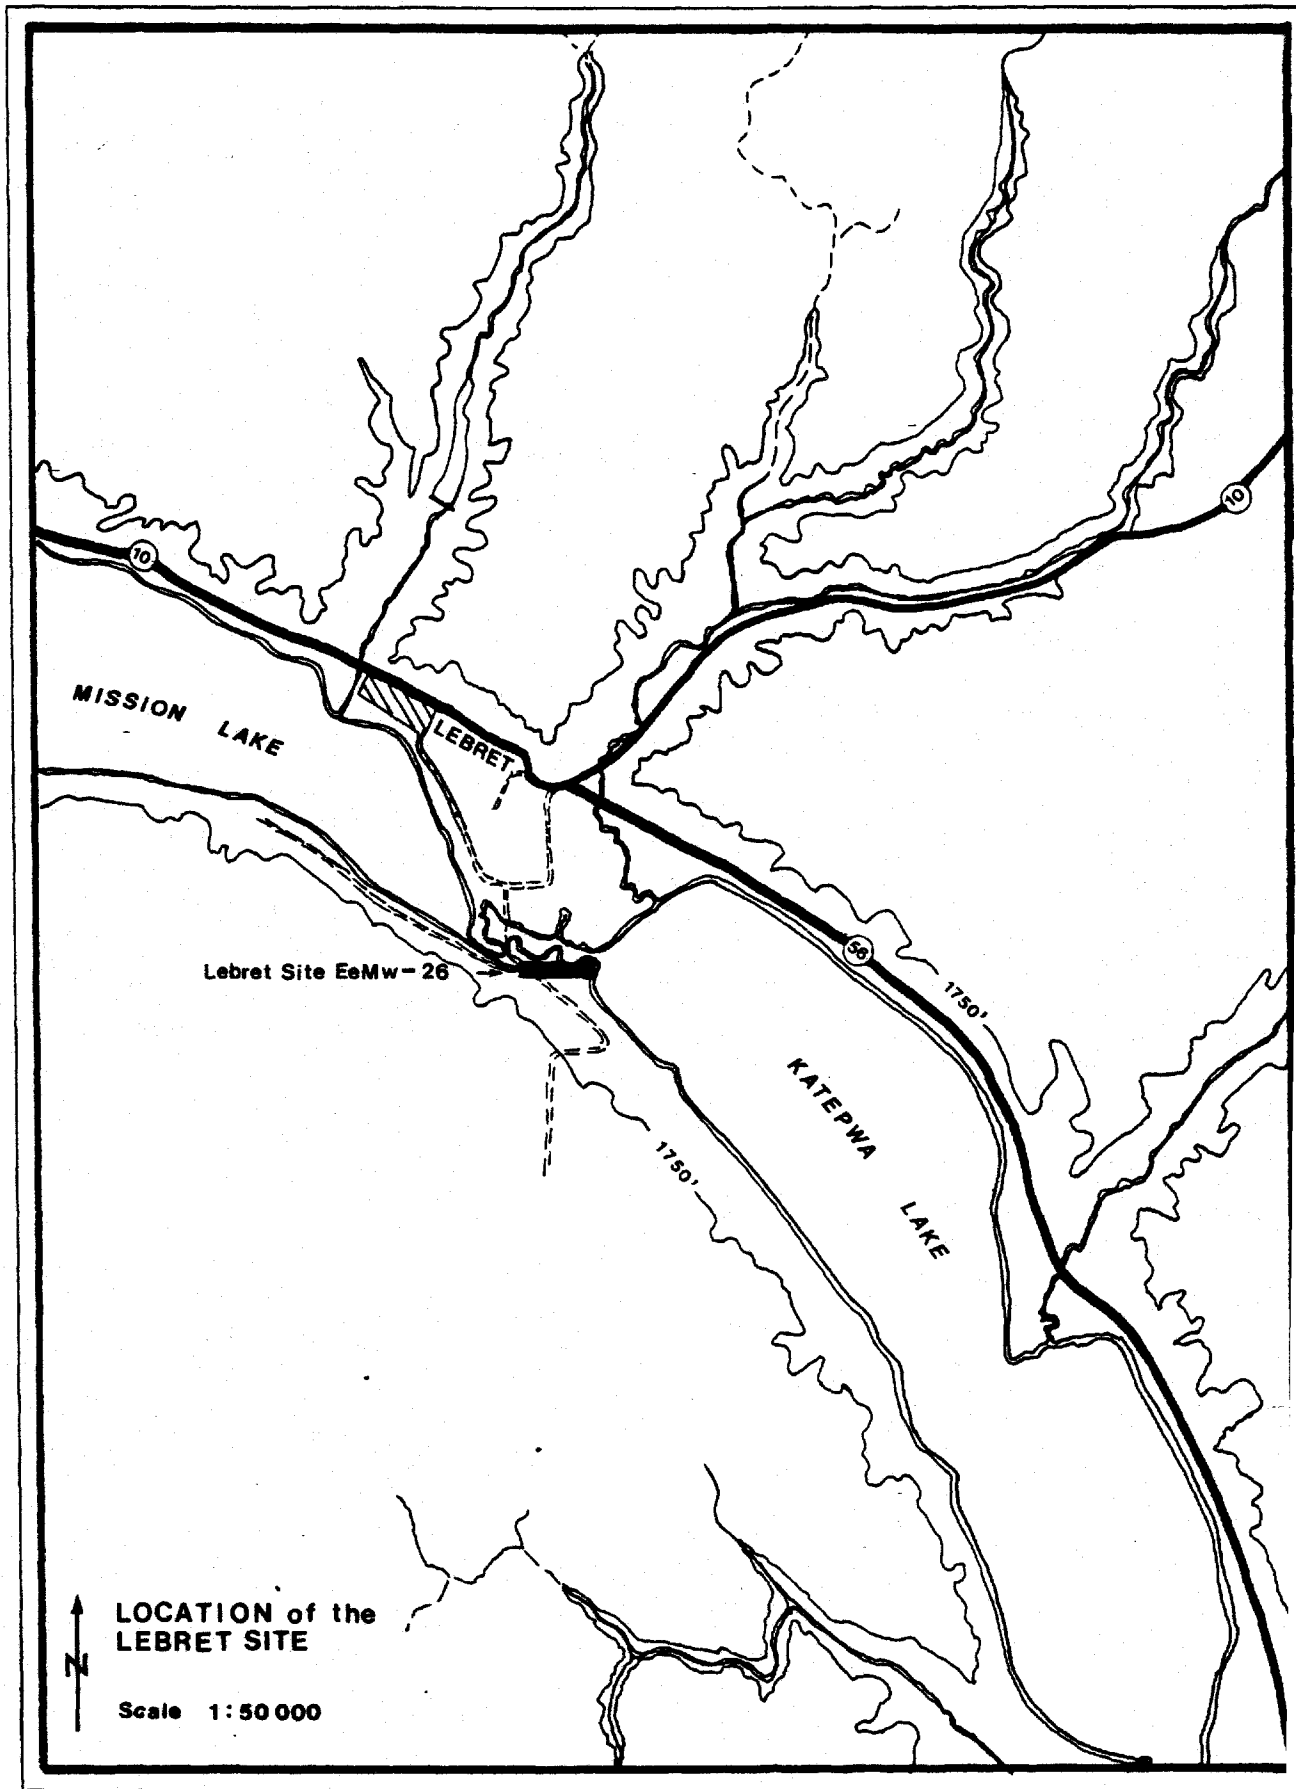 10
10
MISSION LAKE
LEBRET
56
Lebret Site EeMw-26
1750'
KATEPWA
LAKE
1750'
N
LOCATION of the
LEBRET SITE
Scale 1:50 000